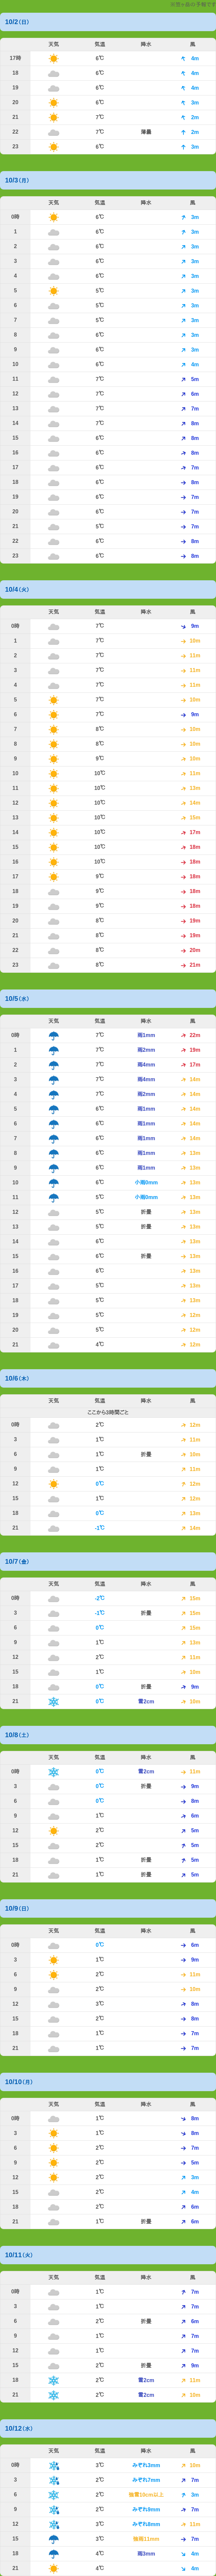 10/2(日)
天気 気温 降水 風
17時 6℃ 4m
18 6℃ 4m
19 6℃ 4m
20 6℃ 3m
21 7℃ 2m
22 7℃ 薄曇 2m
23 6℃ 3m
10/3(月)
天気 気温 降水 風
0時 6℃ 3m
1 6℃ 3m
2 6℃ 3m
3 6℃ 3m
4 6℃ 3m
5 5℃ 3m
6 5℃ 3m
7 5℃ 3m
8 6℃ 3m
9 6℃ 3m
10 6℃ 4m
11 7℃ 5m
12 7℃ 6m
13 7℃ 7m
14 7℃ 8m
15 6℃ 8m
16 6℃ 8m
17 6℃ 7m
18 6℃ 8m
19 6℃ 7m
20 6℃ 7m
21 5℃ 7m
22 6℃ 8m
23 6℃ 8m
10/4(火)
天気 気温 降水 風
0時 7℃ 9m
1 7℃ 10m
2 7℃ 11m
3 7℃ 11m
4 7℃ 11m
5 7℃ 10m
6 7℃ 9m
7 8℃ 10m
8 8℃ 10m
9 9℃ 10m
10 10℃ 11m
11 10℃ 13m
12 10℃ 14m
13 10℃ 15m
14 10℃ 17m
15 10℃ 18m
16 10℃ 18m
17 9℃ 18m
18 9℃ 18m
19 9℃ 18m
20 8℃ 19m
21 8℃ 19m
22 8℃ 20m
23 8℃ 21m
10/5(水)
天気 気温 降水 風
0時 7℃ 雨1mm 22m
1 7℃ 雨2mm 19m
2 7℃ 雨4mm 17m
3 7℃ 雨4mm 14m
4 7℃ 雨2mm 14m
5 6℃ 雨1mm 14m
6 6℃ 雨1mm 14m
7 6℃ 雨1mm 14m
8 6℃ 雨1mm 13m
9 6℃ 雨1mm 13m
10 6℃ 小雨0mm 13m
11 5℃ 小雨0mm 13m
12 5℃ 折曇 13m
13 5℃ 折曇 13m
14 6℃ 13m
15 6℃ 折曇 13m
16 6℃ 13m
17 5℃ 13m
18 5℃ 13m
19 5℃ 12m
20 5℃ 12m
21 4℃ 12m
10/6(木)
天気 気温 降水 風
ここから3時間ごと
0時 2℃ 12m
3 1℃ 11m
6 1℃ 折曇 10m
9 1℃ 11m
12 0℃ 12m
15 1℃ 12m
18 0℃ 13m
21 -1℃ 14m
10/7(金)
天気 気温 降水 風
0時 -2℃ 15m
3 -1℃ 折曇 15m
6 0℃ 15m
9 1℃ 13m
12 2℃ 11m
15 1℃ 10m
18 0℃ 折曇 9m
21 0℃ 雪2cm 10m
10/8(土)
天気 気温 降水 風
0時 0℃ 雪2cm 11m
3 0℃ 折曇 9m
6 0℃ 8m
9 1℃ 6m
12 2℃ 5m
15 2℃ 5m
18 1℃ 折曇 5m
21 1℃ 折曇 5m
10/9(日)
天気 気温 降水 風
0時 0℃ 6m
3 1℃ 9m
6 2℃ 11m
9 2℃ 10m
12 3℃ 8m
15 2℃ 8m
18 1℃ 7m
21 1℃ 7m
10/10(月)
天気 気温 降水 風
0時 1℃ 8m
3 1℃ 8m
6 2℃ 7m
9 2℃ 5m
12 2℃ 3m
15 2℃ 4m
18 2℃ 6m
21 1℃ 折曇 6m
10/11(火)
天気 気温 降水 風
0時 1℃ 7m
3 1℃ 7m
6 2℃ 折曇 6m
9 1℃ 7m
12 1℃ 7m
15 2℃ 折曇 9m
18 1℃ 雪2cm 11m
21 2℃ 雪2cm 10m
10/12(水)
天気 気温 降水 風
0時 3℃ みぞれ3mm 10m
3 2℃ みぞれ7mm 7m
6 2℃ 強雪10cm以上 3m
9 2℃ みぞれ9mm 7m
12 3℃ みぞれ8mm 11m
15 3℃ 強雨11mm 7m
18 4℃ 雨3mm 4m
21 4℃ 4m